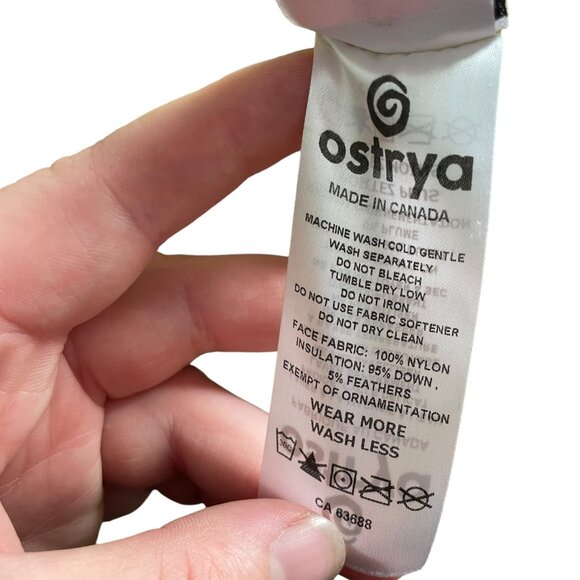 ostrya
MADE IN CANADA
MACHINE WASH COLD/GENTLE
WASH SEPARATELY
DO NOT BLEACH
TUMBLE DRY LOW
DO NOT IRON
DO NOT USE FABRIC SOFTENER
DO NOT DRY CLEAN
FACE FABRIC: 100% NYLON
INSULATION: 95% DOWN,
5% FEATHERS
EXEMPT OF ORNAMENTATION
WEAR MORE
WASH LESS
CA 63688